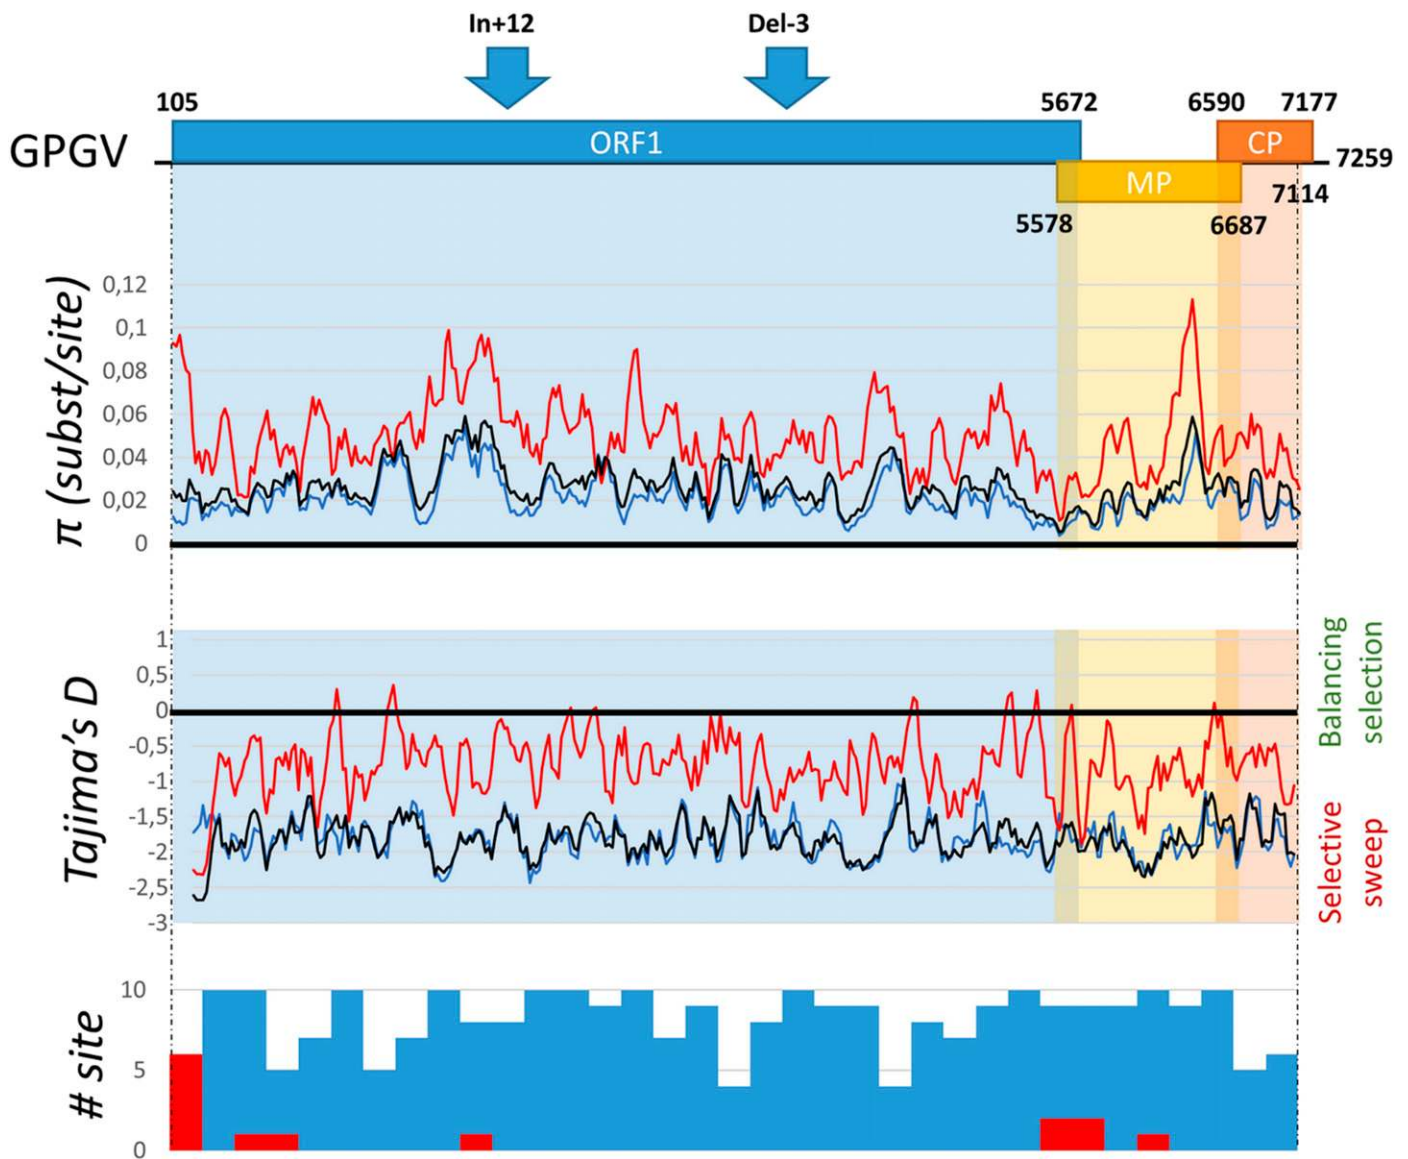 In+12 Del-3
105 5672 6590 7177
GPGV ORF1 CP 7259
MP 7114
5578 6687
π (subst/site)
0,12
0,1
0,08
0,06
0,04
0,02
0
Tajima’s D
1
0,5
0
-0,5
-1
-1,5
-2
-2,5
-3
Balancing
selection
Selective
sweep
# site
10
5
0